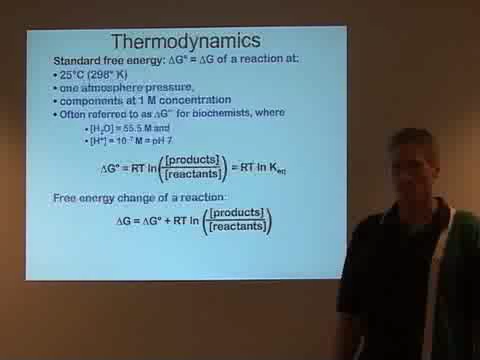 Thermodynamics
Standard free energy: ΔG° = ΔG of a reaction at:
• 25°C (298° K)
• one atmosphere pressure,
• components at 1 M concentration
• Often referred to as ΔG°' for biochemists, where
• [H₂O] = 55.5 M and
• [H⁺] = 10⁻⁷ M = pH 7
ΔG° = RT ln([products]/[reactants]) = RT ln K_eq
Free energy change of a reaction:
ΔG = ΔG° + RT ln ([products]/[reactants])